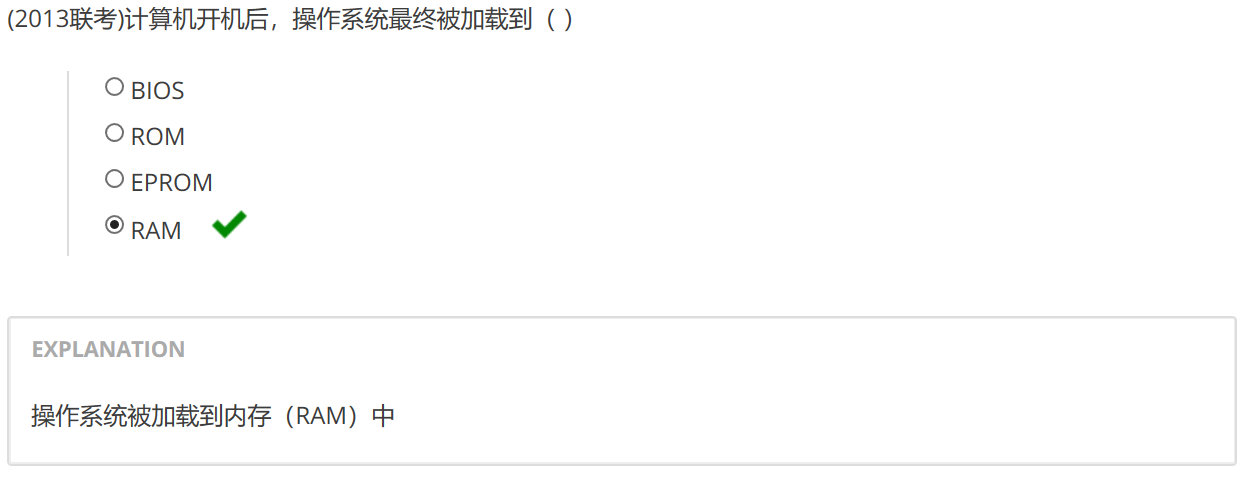 (2013联考)计算机开机后，操作系统最终被加载到（ ）
BIOS
ROM
EPROM
RAM
EXPLANATION
操作系统被加载到内存（RAM）中